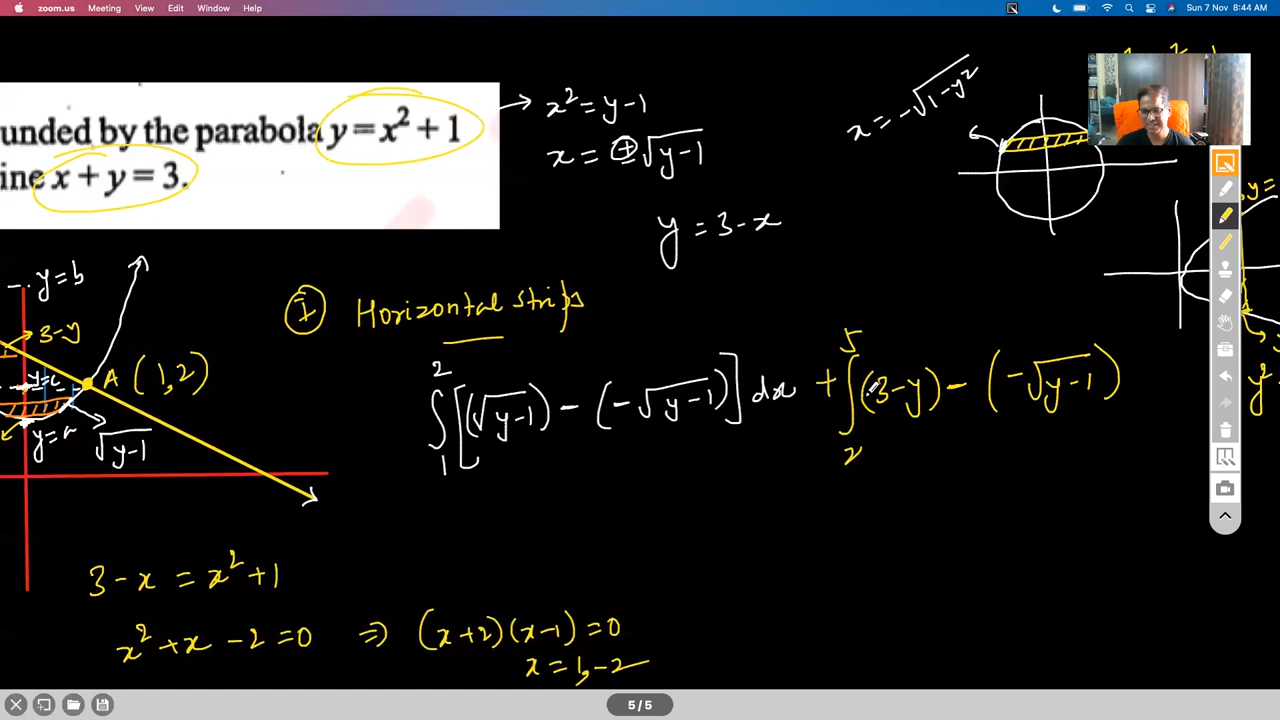 zoom.us Meeting View Edit Window Help Sun 7 Nov 8:44 AM
unded by the parabola y = x² + 1
ine x + y = 3.
x² = y-1
x = ± √(y-1)
y = 3-x
x = -√(1-y²)
y=
y²
y=b
3-y
y=c
A (1,2)
y=a
√(y-1)
I Horizontal strips
∫₁² [(√(y-1)) - (-√(y-1))] dx + ∫₂⁵ (3-y) - (-√(y-1))
3-x = x²+1
x²+x-2=0 ⇒ (x+2)(x-1)=0
x = 1, -2
5/5